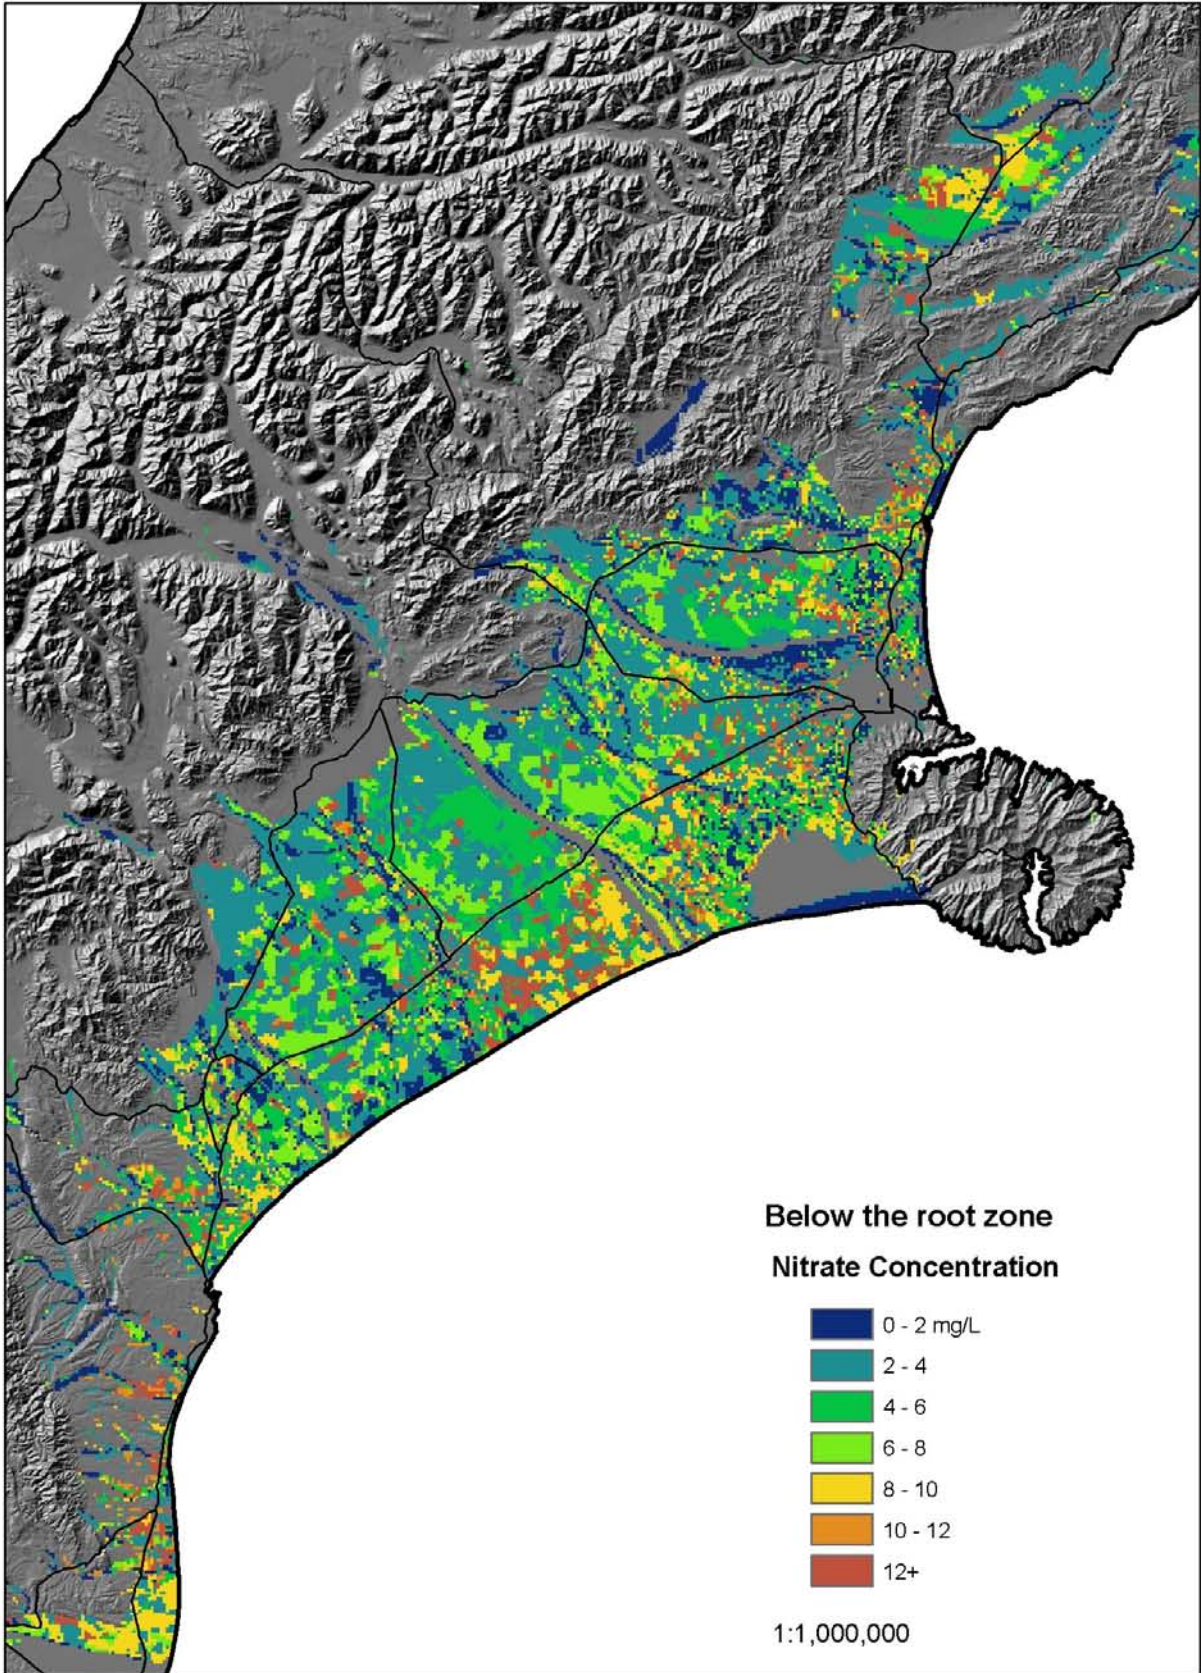 Below the root zone
Nitrate Concentration
0 - 2 mg/L
2 - 4
4 - 6
6 - 8
8 - 10
10 - 12
12+
1:1,000,000